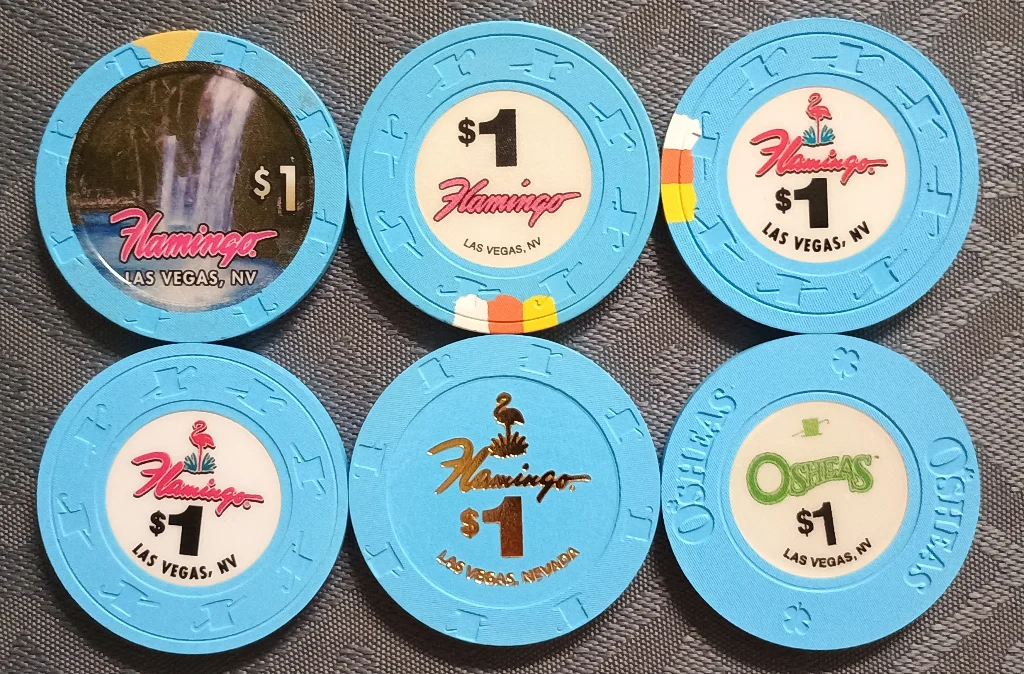 $1
Flamingo
LAS VEGAS, NV
$1
Flamingo
LAS VEGAS, NV
Flamingo
$1
LAS VEGAS, NV
Flamingo
$1
LAS VEGAS, NV
Flamingo
$1
LAS VEGAS, NEVADA
O'SHEAS
OSHEAS™
$1
LAS VEGAS, NV
O'SHEAS